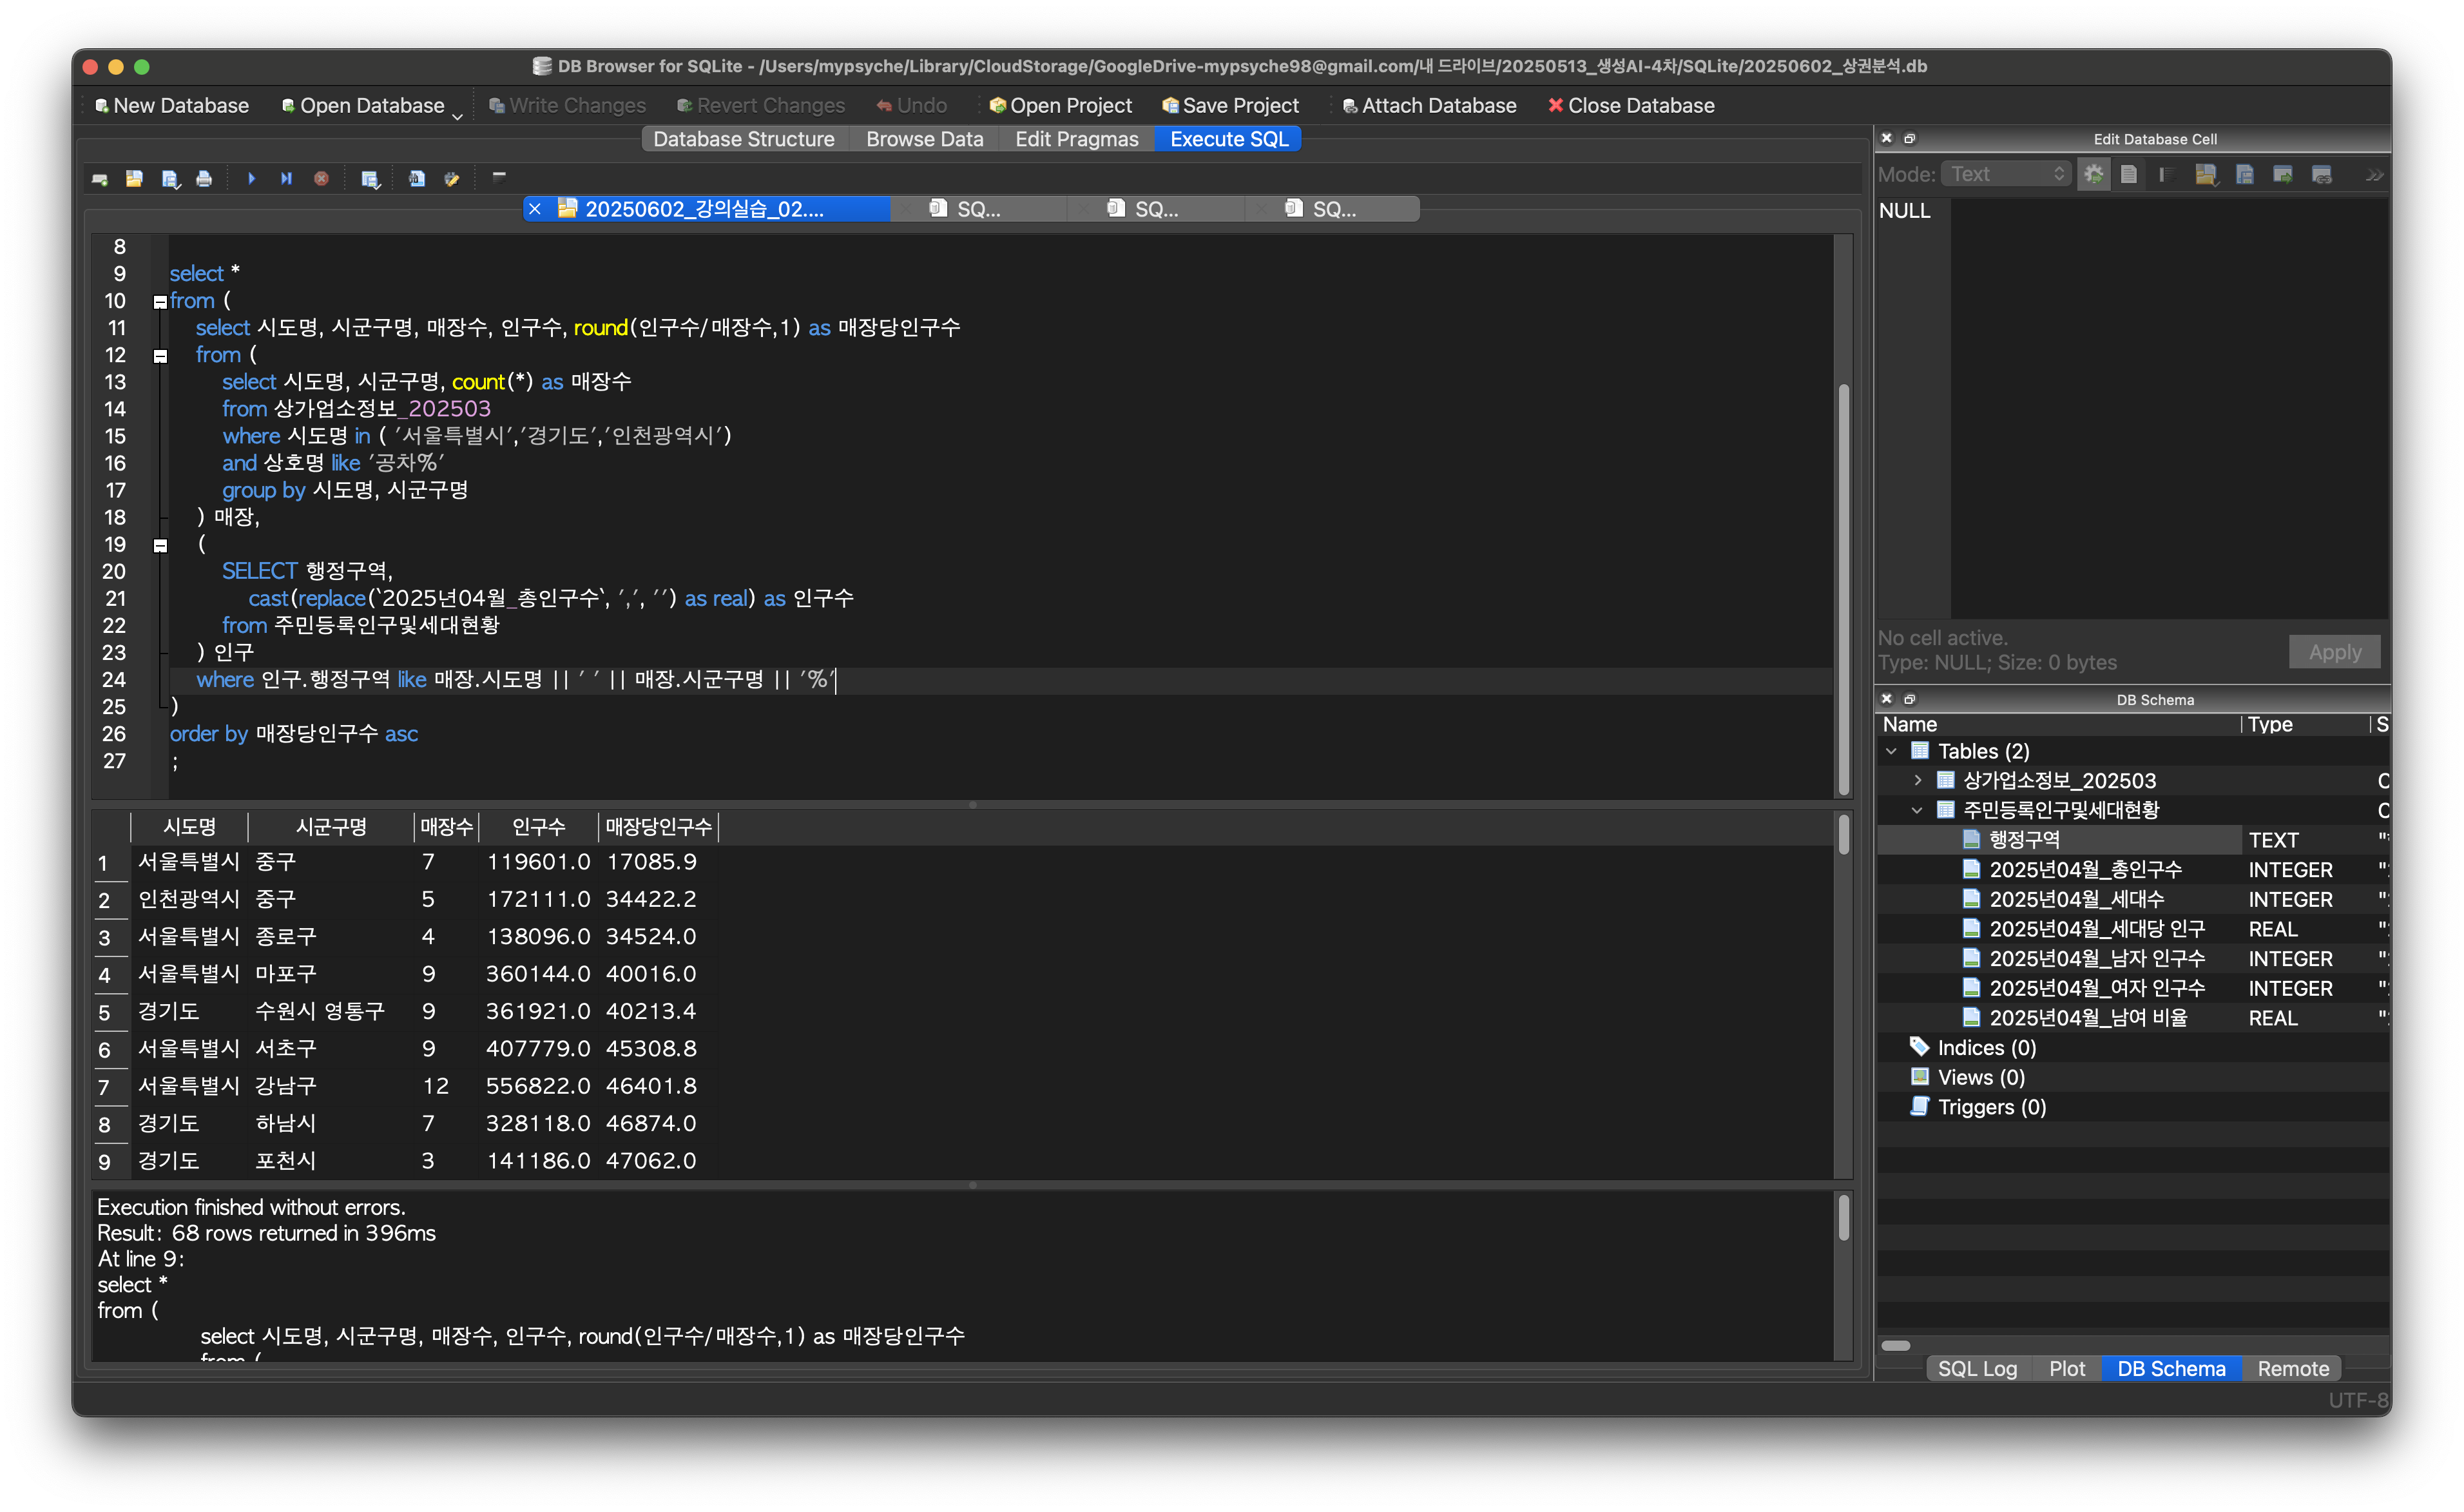 DB Browser for SQLite - /Users/mypsyche/Library/CloudStorage/GoogleDrive-mypsyche98@gmail.com/내 드라이브/20250513_생성AI-4차/SQLite/20250602_상권분석.db
New Database Open Database Write Changes Revert Changes Undo Open Project Save Project Attach Database Close Database
Database Structure Browse Data Edit Pragmas Execute SQL
20250602_강의실습_02.... SQ... SQ... SQ...
8
9 select *
10 from (
11 select 시도명, 시군구명, 매장수, 인구수, round(인구수/매장수,1) as 매장당인구수
12 from (
13 select 시도명, 시군구명, count(*) as 매장수
14 from 상가업소정보_202503
15 where 시도명 in ( '서울특별시','경기도','인천광역시')
16 and 상호명 like '공차%'
17 group by 시도명, 시군구명
18 ) 매장,
19 (
20 SELECT 행정구역,
21 cast(replace(`2025년04월_총인구수`, ',', '') as real) as 인구수
22 from 주민등록인구및세대현황
23 ) 인구
24 where 인구.행정구역 like 매장.시도명 || ' ' || 매장.시군구명 || '%'
25 )
26 order by 매장당인구수 asc
27 ;
시도명 시군구명 매장수 인구수 매장당인구수
1 서울특별시 중구 7 119601.0 17085.9
2 인천광역시 중구 5 172111.0 34422.2
3 서울특별시 종로구 4 138096.0 34524.0
4 서울특별시 마포구 9 360144.0 40016.0
5 경기도 수원시 영통구 9 361921.0 40213.4
6 서울특별시 서초구 9 407779.0 45308.8
7 서울특별시 강남구 12 556822.0 46401.8
8 경기도 하남시 7 328118.0 46874.0
9 경기도 포천시 3 141186.0 47062.0
Execution finished without errors.
Result: 68 rows returned in 396ms
At line 9:
select *
from (
select 시도명, 시군구명, 매장수, 인구수, round(인구수/매장수,1) as 매장당인구수
from (
Edit Database Cell
Mode: Text
NULL
No cell active.
Type: NULL; Size: 0 bytes
Apply
DB Schema
Name Type S
Tables (2)
상가업소정보_202503 C
주민등록인구및세대현황 C
행정구역 TEXT
2025년04월_총인구수 INTEGER
2025년04월_세대수 INTEGER
2025년04월_세대당 인구 REAL
2025년04월_남자 인구수 INTEGER
2025년04월_여자 인구수 INTEGER
2025년04월_남여 비율 REAL
Indices (0)
Views (0)
Triggers (0)
SQL Log Plot DB Schema Remote
UTF-8